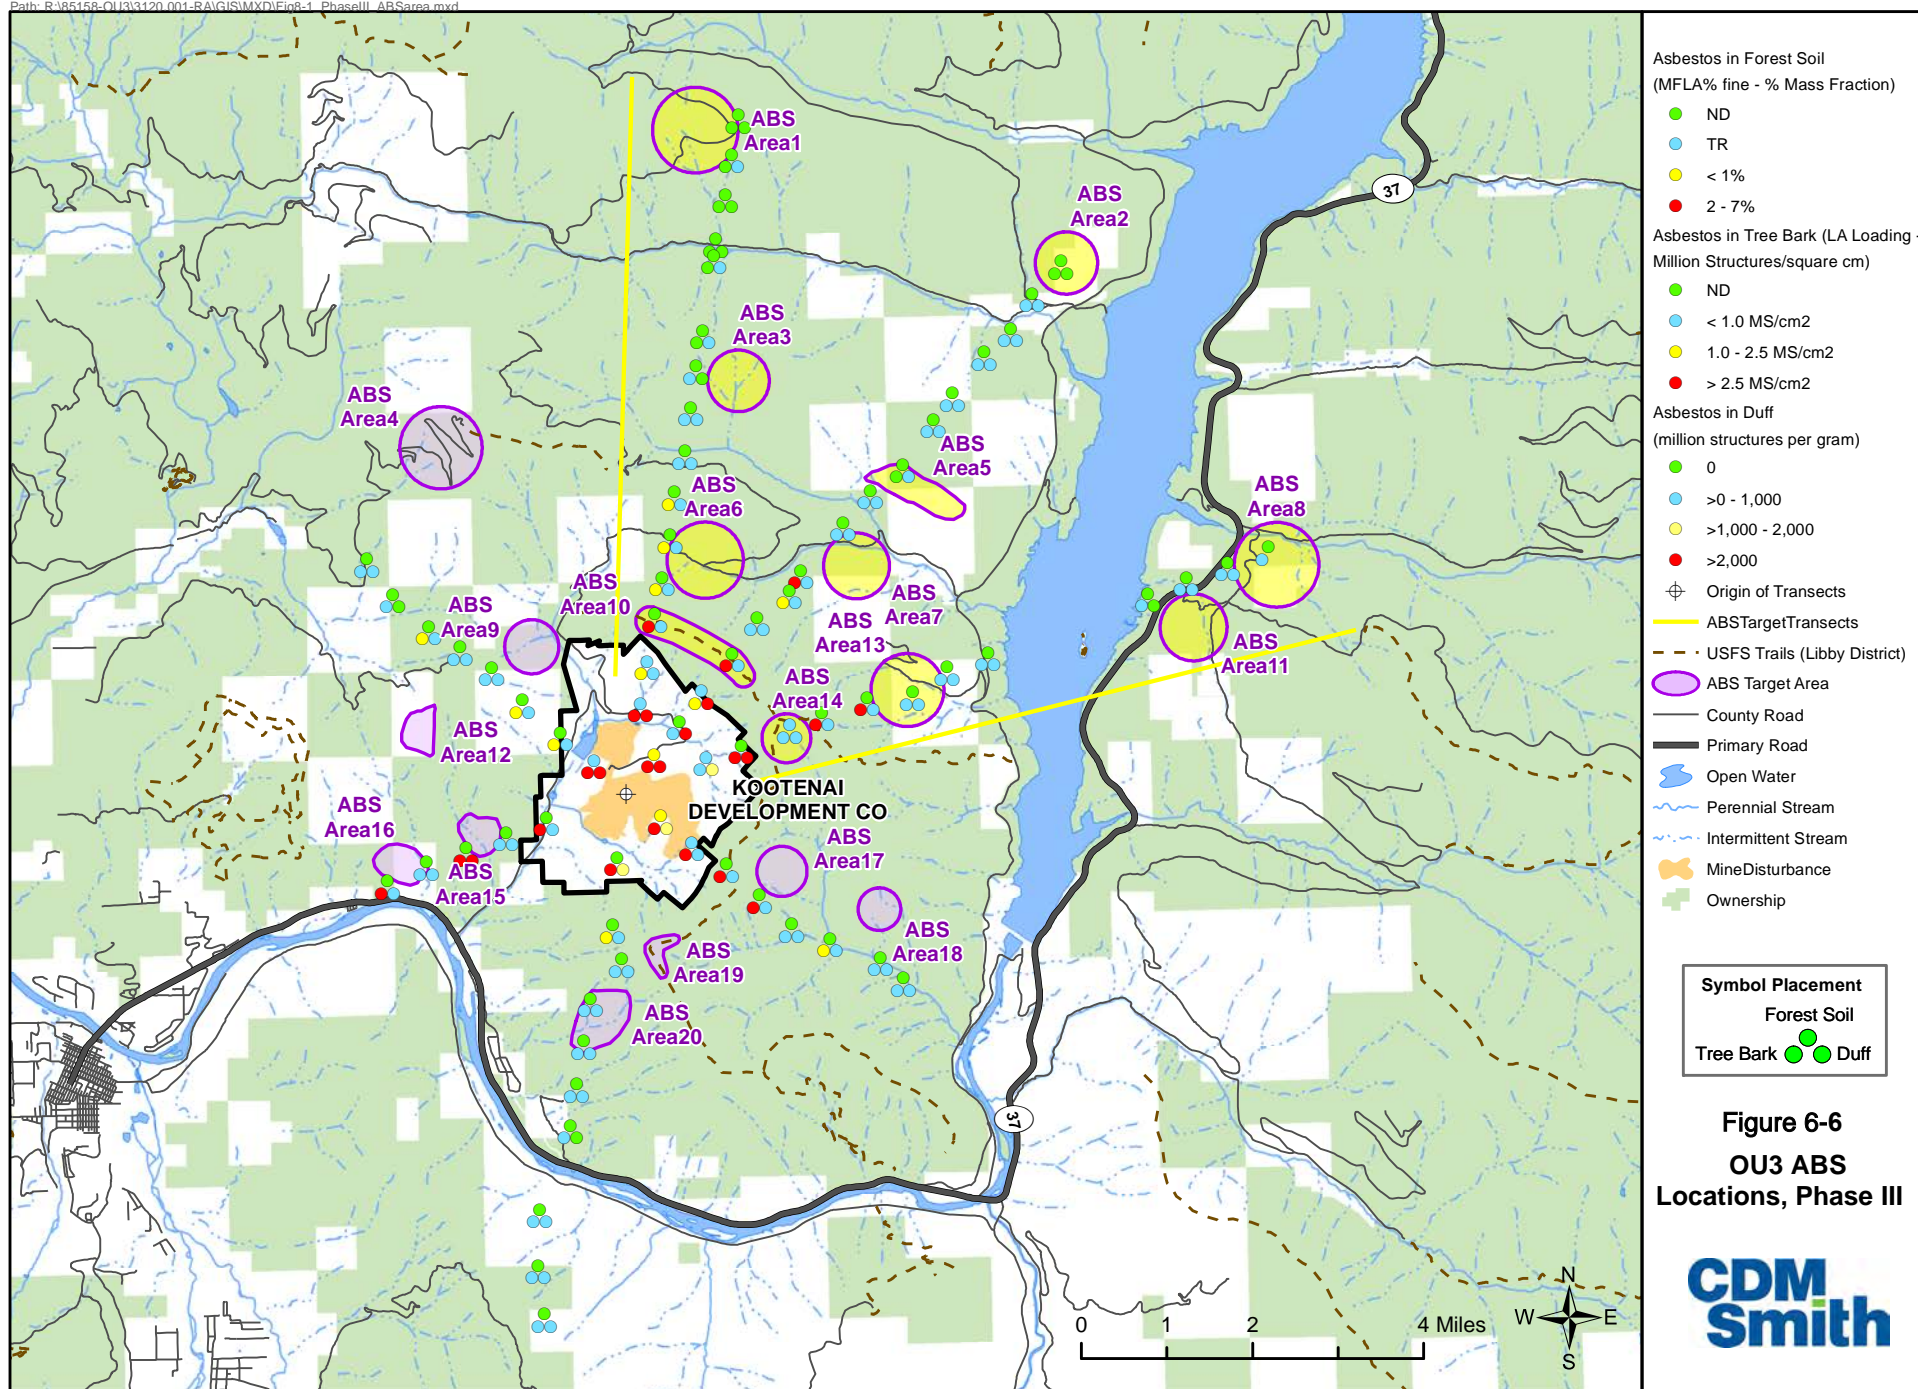 Path: R:\85158-OU3\3120.001-RA\GIS\MXD\Fig8-1_PhaseIII_ABSarea.mxd
ABS
Area1
ABS
Area2
ABS
Area3
ABS
Area4
ABS
Area5
ABS
Area6
ABS
Area7
ABS
Area8
ABS
Area9
ABS
Area10
ABS
Area11
ABS
Area12
ABS
Area13
ABS
Area14
ABS
Area15
ABS
Area16
ABS
Area17
ABS
Area18
ABS
Area19
ABS
Area20
KOOTENAI
DEVELOPMENT CO
37
37
0 1 2 4 Miles
N
W E
S
Asbestos in Forest Soil
(MFLA% fine - % Mass Fraction)
ND
TR
< 1%
2 - 7%
Asbestos in Tree Bark (LA Loading -
Million Structures/square cm)
ND
< 1.0 MS/cm2
1.0 - 2.5 MS/cm2
> 2.5 MS/cm2
Asbestos in Duff
(million structures per gram)
0
>0 - 1,000
>1,000 - 2,000
>2,000
Origin of Transects
ABSTargetTransects
USFS Trails (Libby District)
ABS Target Area
County Road
Primary Road
Open Water
Perennial Stream
Intermittent Stream
MineDisturbance
Ownership
Symbol Placement
Forest Soil
Tree Bark Duff
Figure 6-6
OU3 ABS
Locations, Phase III
CDM
Smith